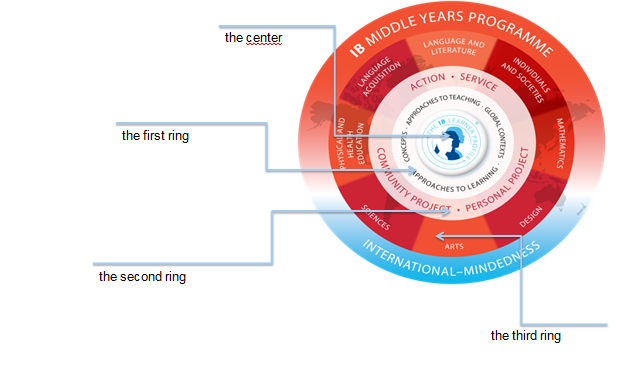 the center
the first ring
the second ring
the third ring
IB MIDDLE YEARS PROGRAMME
LANGUAGE ACQUISITION
LANGUAGE AND
LITERATURE
INDIVIDUALS
AND SOCIETIES
MATHEMATICS
DESIGN
ARTS
SCIENCES
PHYSICAL AND
HEALTH
EDUCATION
ACTION • SERVICE
COMMUNITY PROJECT • PERSONAL PROJECT
APPROACHES TO TEACHING
GLOBAL CONTEXTS
APPROACHES TO LEARNING
CONCEPTS
THE IB LEARNER PROFILE
INTERNATIONAL–MINDEDNESS